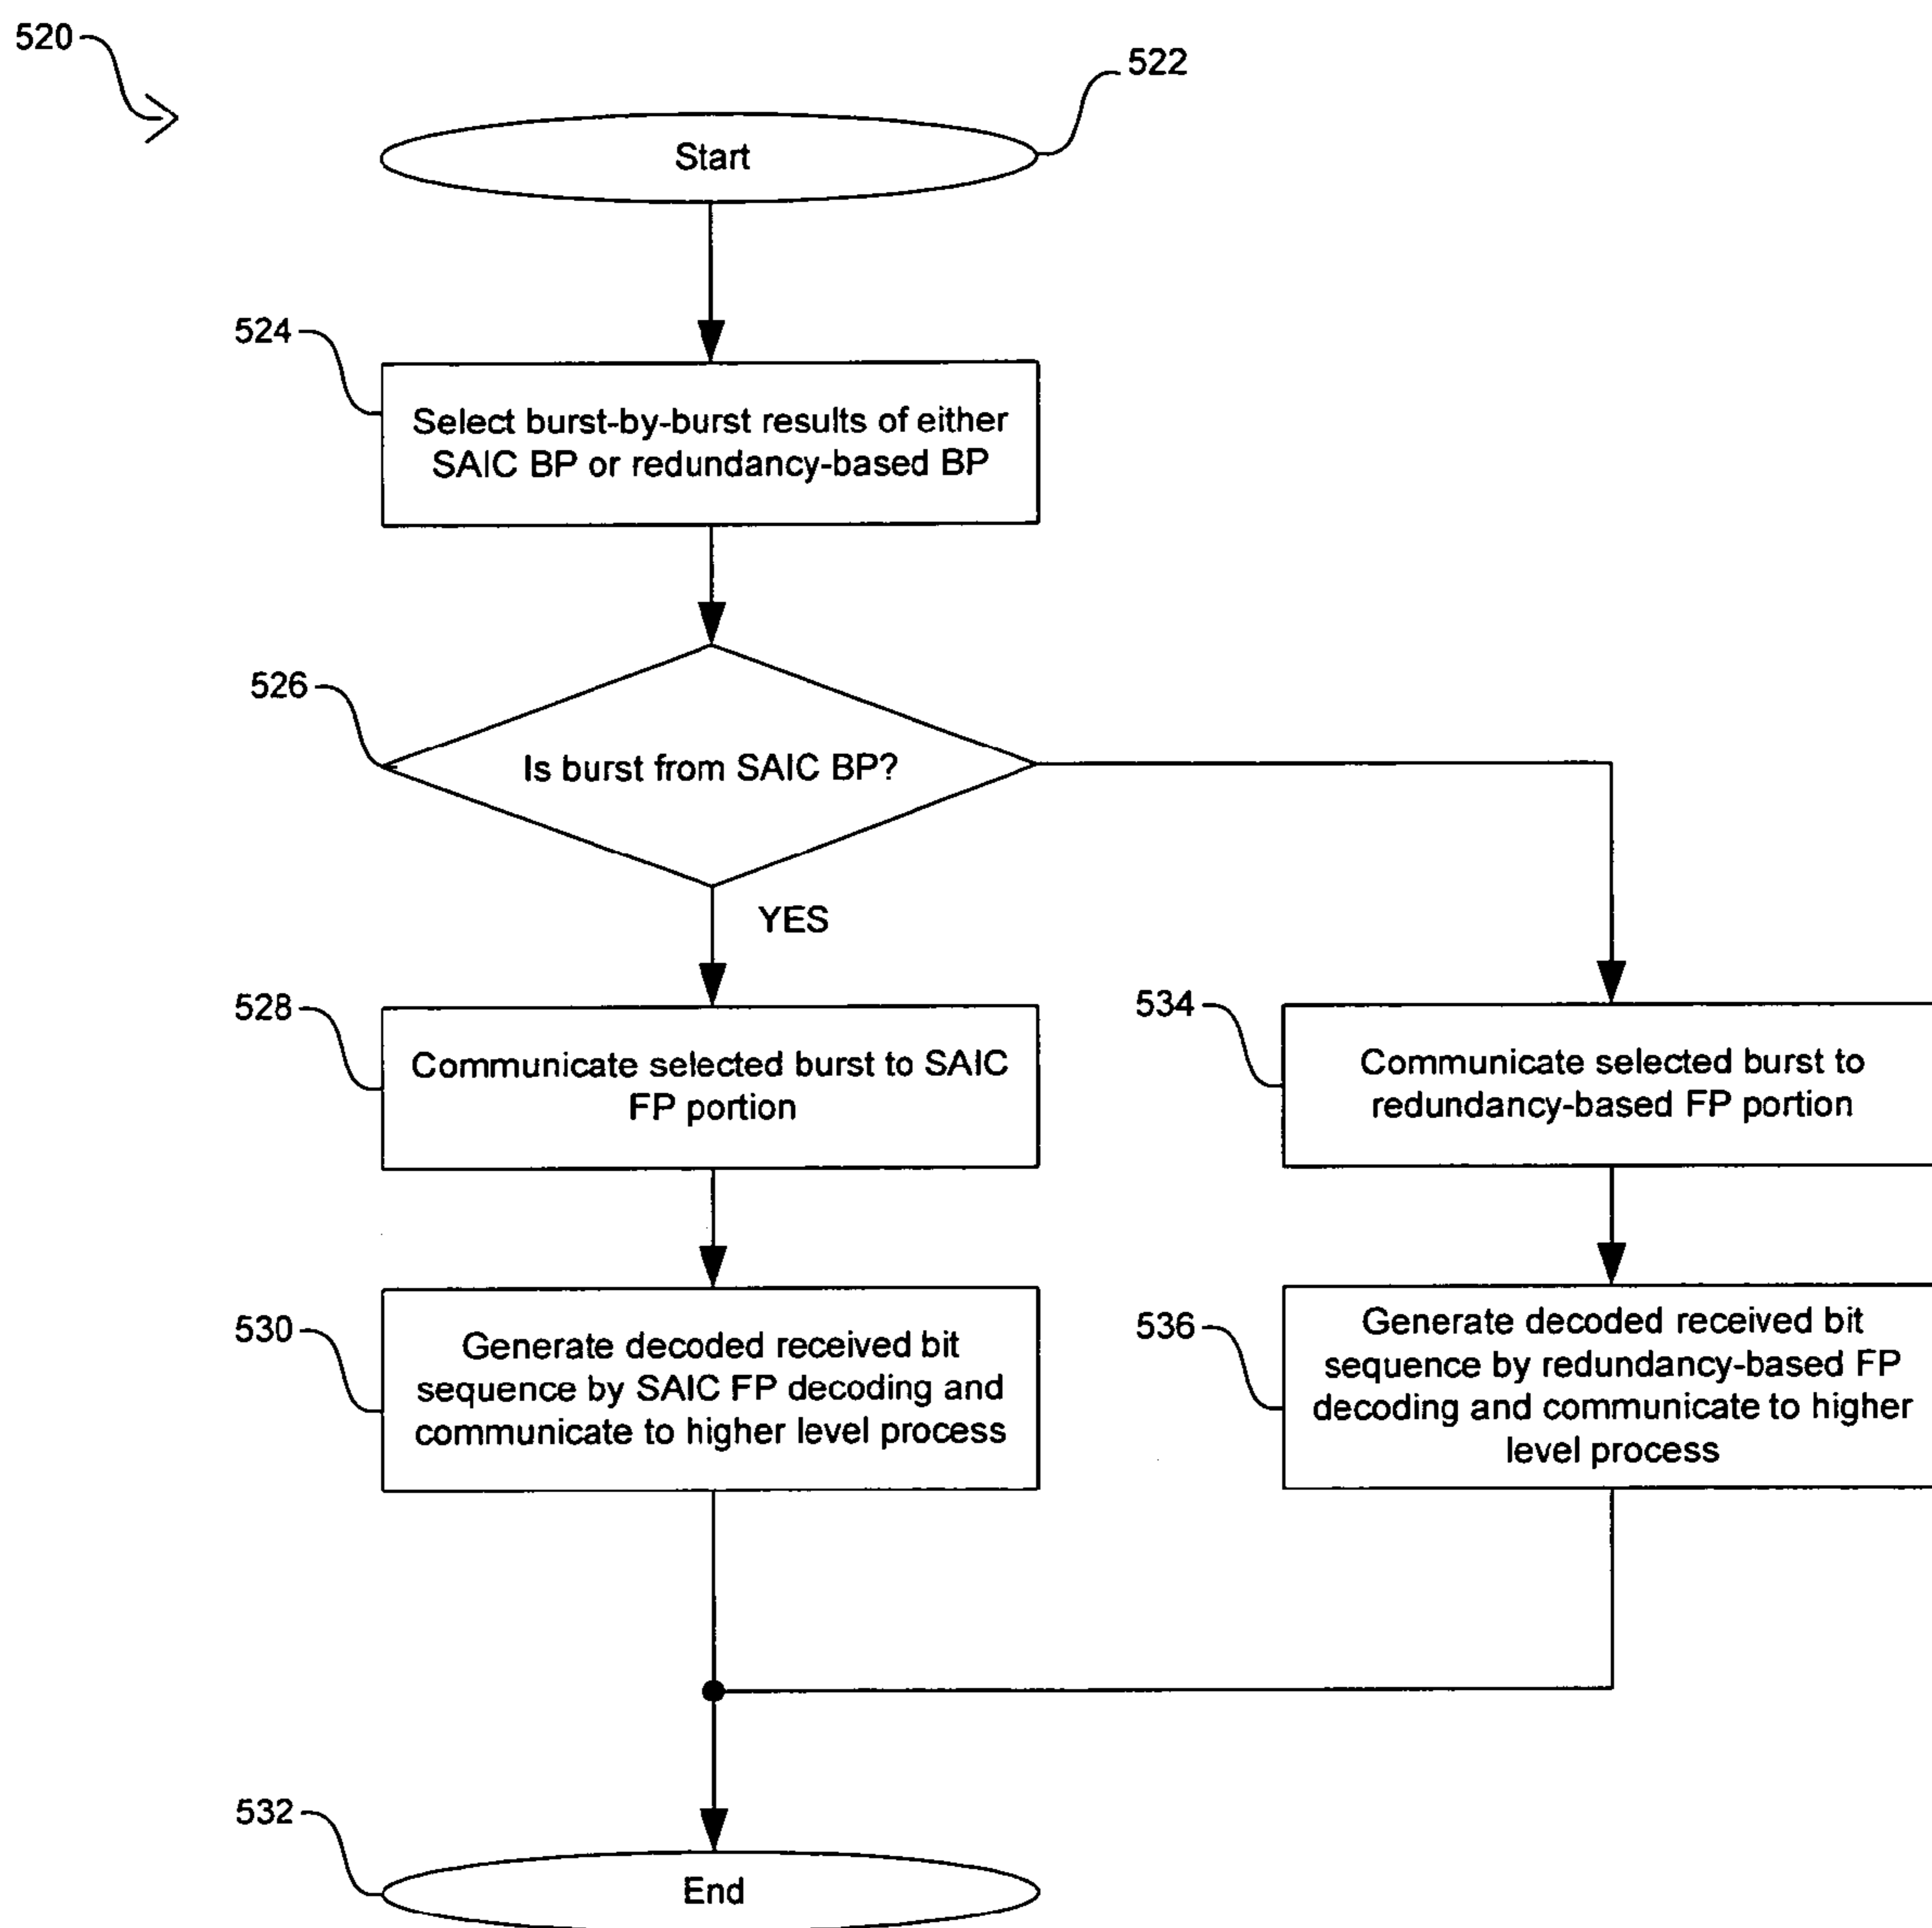 520
522
Start
524
Select burst-by-burst results of either
SAIC BP or redundancy-based BP
526
Is burst from SAIC BP?
YES
528
Communicate selected burst to SAIC
FP portion
534
Communicate selected burst to
redundancy-based FP portion
530
Generate decoded received bit
sequence by SAIC FP decoding and
communicate to higher level process
536
Generate decoded received bit
sequence by redundancy-based FP
decoding and communicate to higher
level process
532
End